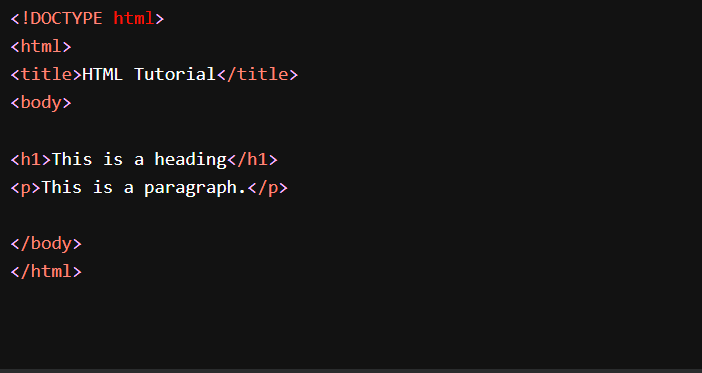 <!DOCTYPE html>
<html>
<title>HTML Tutorial</title>
<body>
<h1>This is a heading</h1>
<p>This is a paragraph.</p>
</body>
</html>